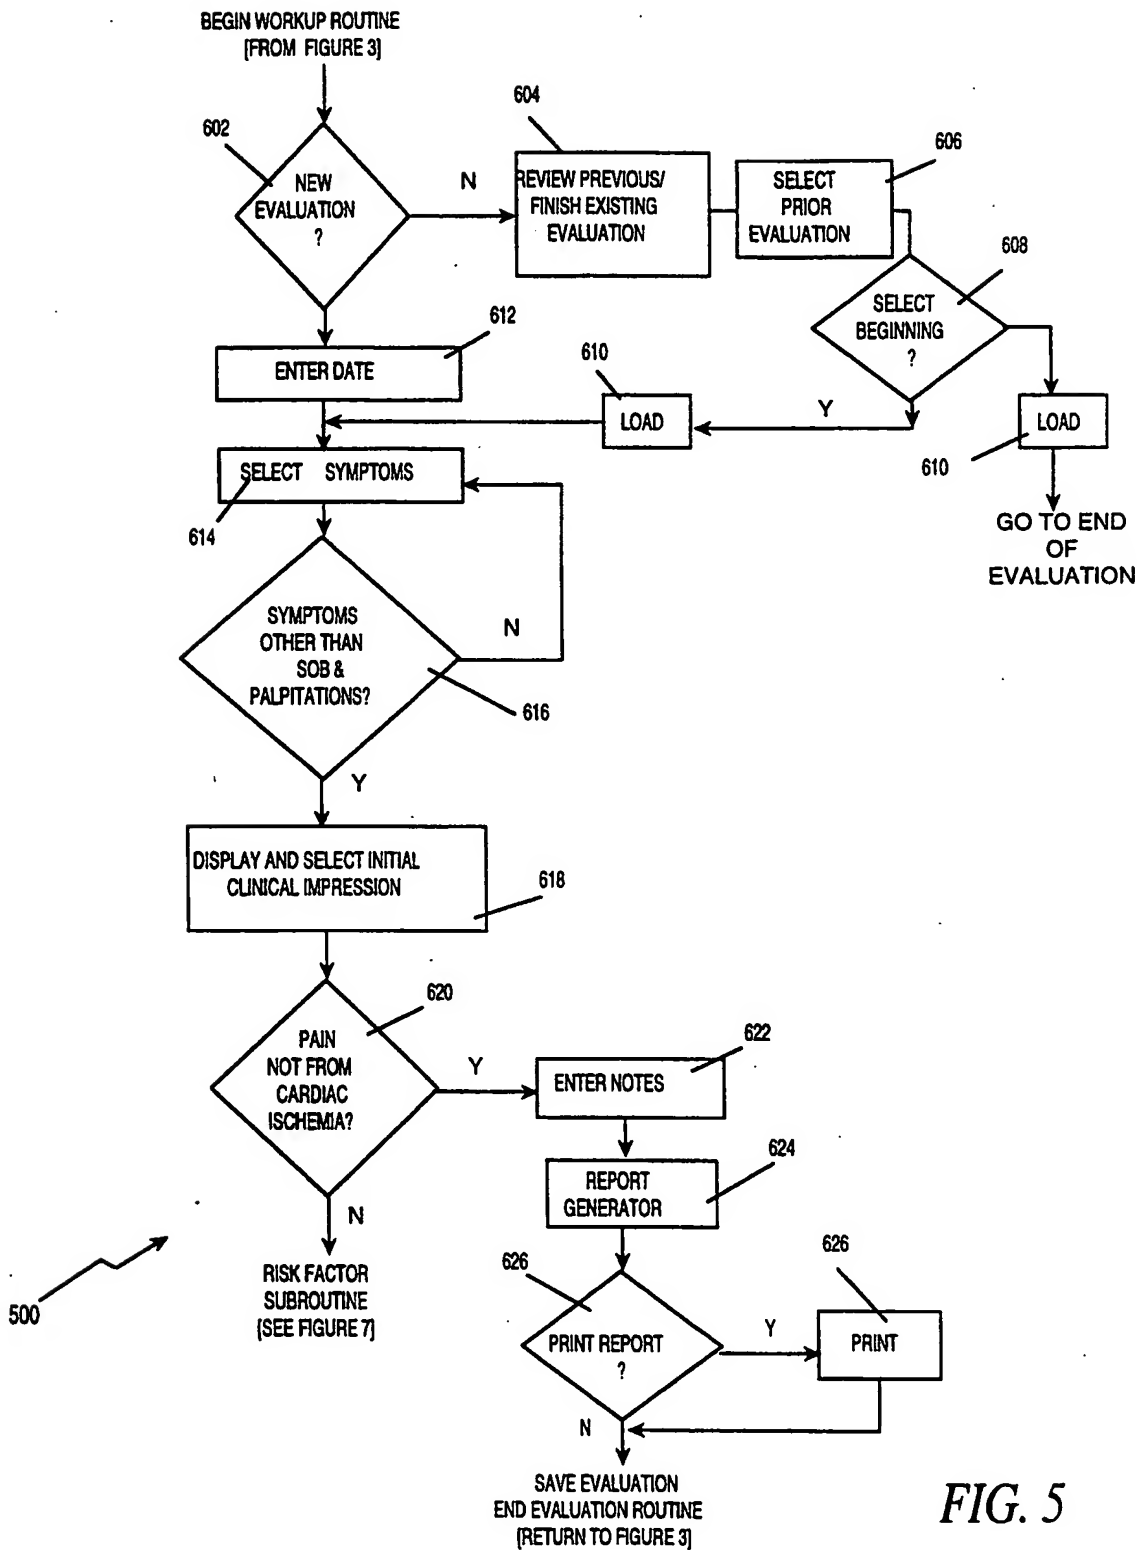 BEGIN WORKUP ROUTINE
[FROM FIGURE 3]
602
NEW
EVALUATION
?
N
604
REVIEW PREVIOUS/
FINISH EXISTING
EVALUATION
606
SELECT
PRIOR
EVALUATION
608
SELECT
BEGINNING
?
612
ENTER DATE
610
LOAD
Y
LOAD
610
GO TO END
OF
EVALUATION
SELECT SYMPTOMS
614
SYMPTOMS
OTHER THAN
SOB &
PALPITATIONS?
N
616
Y
DISPLAY AND SELECT INITIAL
CLINICAL IMPRESSION
618
620
PAIN
NOT FROM
CARDIAC
ISCHEMIA?
Y
622
ENTER NOTES
624
REPORT
GENERATOR
N
RISK FACTOR
SUBROUTINE
[SEE FIGURE 7]
500
626
PRINT REPORT
?
Y
626
PRINT
N
SAVE EVALUATION
END EVALUATION ROUTINE
[RETURN TO FIGURE 3]
FIG. 5